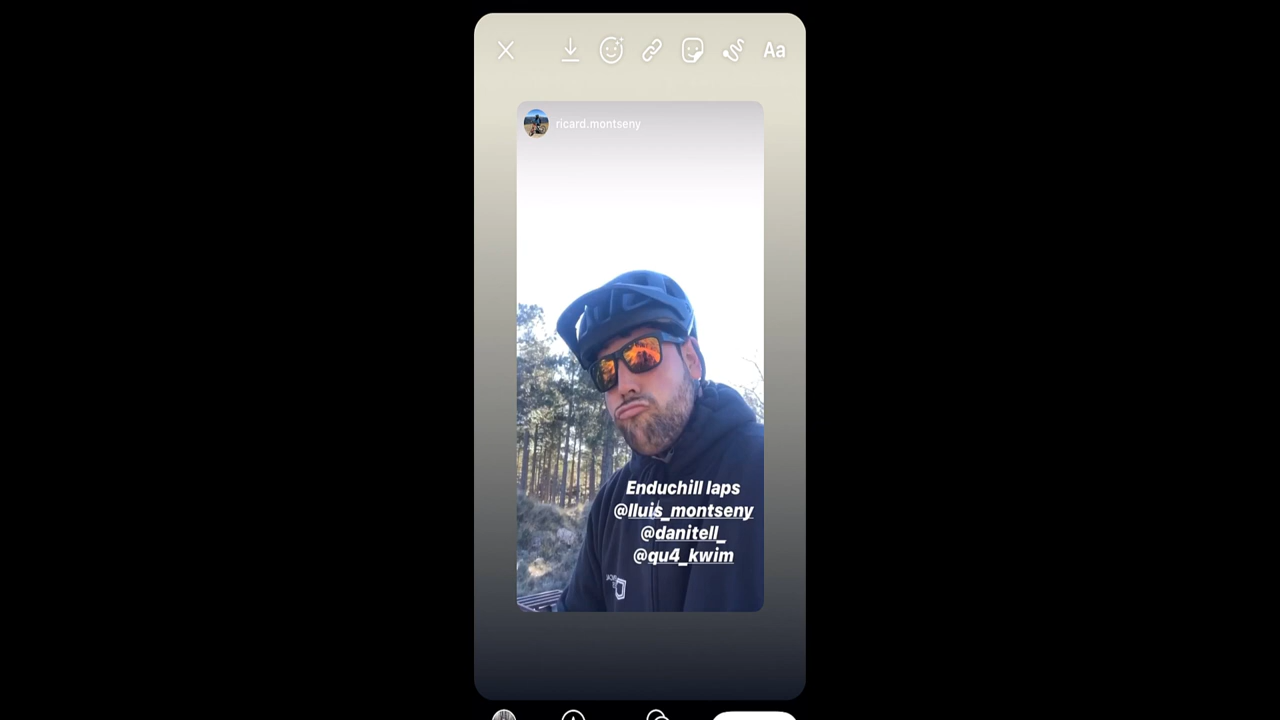 Aa
ricard.montseny
Enduchill laps
@lluis_montseny
@danitell_
@qu4_kwim